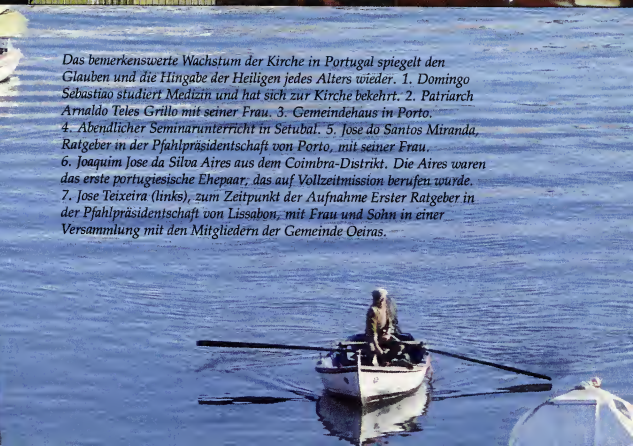 Das bemerkenswerte Wachstum der Kirche in Portugal spiegelt den
Glauben und die Hingabe der Heiligen jedes Alters wieder. 1. Domingo
Sebastiao studiert Medizin und hat sich zur Kirche bekehrt. 2. Patriarch
Arnaldo Teles Grillo mit seiner Frau. 3. Gemeindehaus in Porto.
4. Abendlicher Seminarunterricht in Setubal. 5. Jose do Santos Miranda,
Ratgeber in der Pfahlpräsidentschaft von Porto, mit seiner Frau.
6. Joaquim Jose da Silva Aires aus dem Coimbra-Distrikt. Die Aires waren
das erste portugiesische Ehepaar, das auf Vollzeitmission berufen wurde.
7. Jose Teixeira (links), zum Zeitpunkt der Aufnahme Erster Ratgeber in
der Pfahlpräsidentschaft von Lissabon, mit Frau und Sohn in einer
Versammlung mit den Mitgliedern der Gemeinde Oeiras.